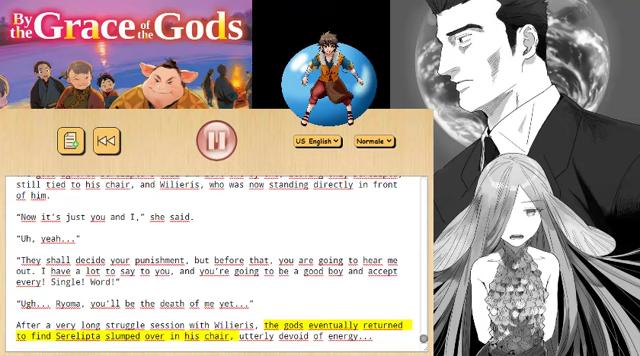 By the Grace of the Gods
US English
Normale
still tied to his chair, and Wilieris, who was now standing directly in front
of him.
“Now it's just you and I,” she said.
“Uh, yeah...”
“They shall decide your punishment, but before that, you are going to hear me
out. I have a lot to say to you, and you’re going to be a good boy and accept
every! Single! Word!”
“Ugh... Ryoma, you'll be the death of me yet...”
After a very long struggle session with Wilieris, the gods eventually returned
to find Serelipta slumped over in his chair, utterly devoid of energy...